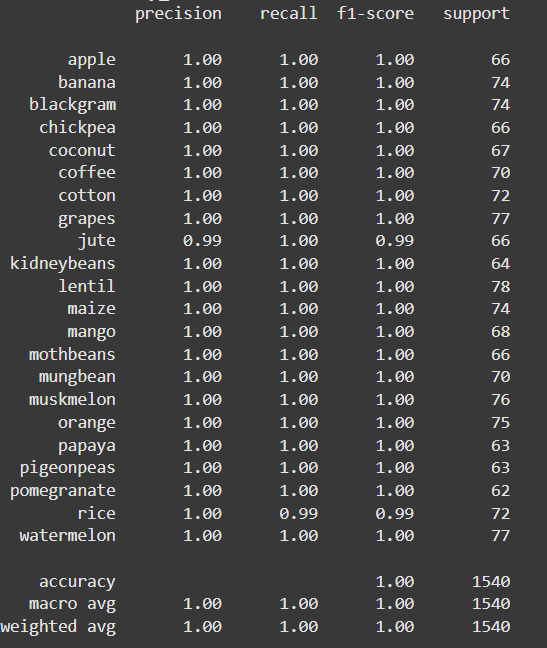 precision recall f1-score support
apple 1.00 1.00 1.00 66
banana 1.00 1.00 1.00 74
blackgram 1.00 1.00 1.00 74
chickpea 1.00 1.00 1.00 66
coconut 1.00 1.00 1.00 67
coffee 1.00 1.00 1.00 70
cotton 1.00 1.00 1.00 72
grapes 1.00 1.00 1.00 77
jute 0.99 1.00 0.99 66
kidneybeans 1.00 1.00 1.00 64
lentil 1.00 1.00 1.00 78
maize 1.00 1.00 1.00 74
mango 1.00 1.00 1.00 68
mothbeans 1.00 1.00 1.00 66
mungbean 1.00 1.00 1.00 70
muskmelon 1.00 1.00 1.00 76
orange 1.00 1.00 1.00 75
papaya 1.00 1.00 1.00 63
pigeonpeas 1.00 1.00 1.00 63
pomegranate 1.00 1.00 1.00 62
rice 1.00 0.99 0.99 72
watermelon 1.00 1.00 1.00 77
accuracy 1.00 1540
macro avg 1.00 1.00 1.00 1540
weighted avg 1.00 1.00 1.00 1540